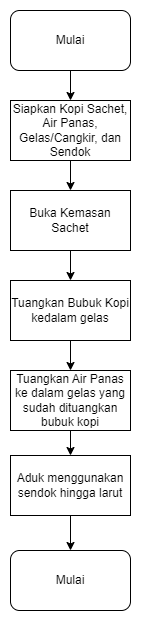 Mulai
Siapkan Kopi Sachet,
Air Panas,
Gelas/Cangkir, dan
Sendok
Buka Kemasan
Sachet
Tuangkan Bubuk Kopi
kedalam gelas
Tuangkan Air Panas
ke dalam gelas yang
sudah dituangkan
bubuk kopi
Aduk menggunakan
sendok hingga larut
Mulai